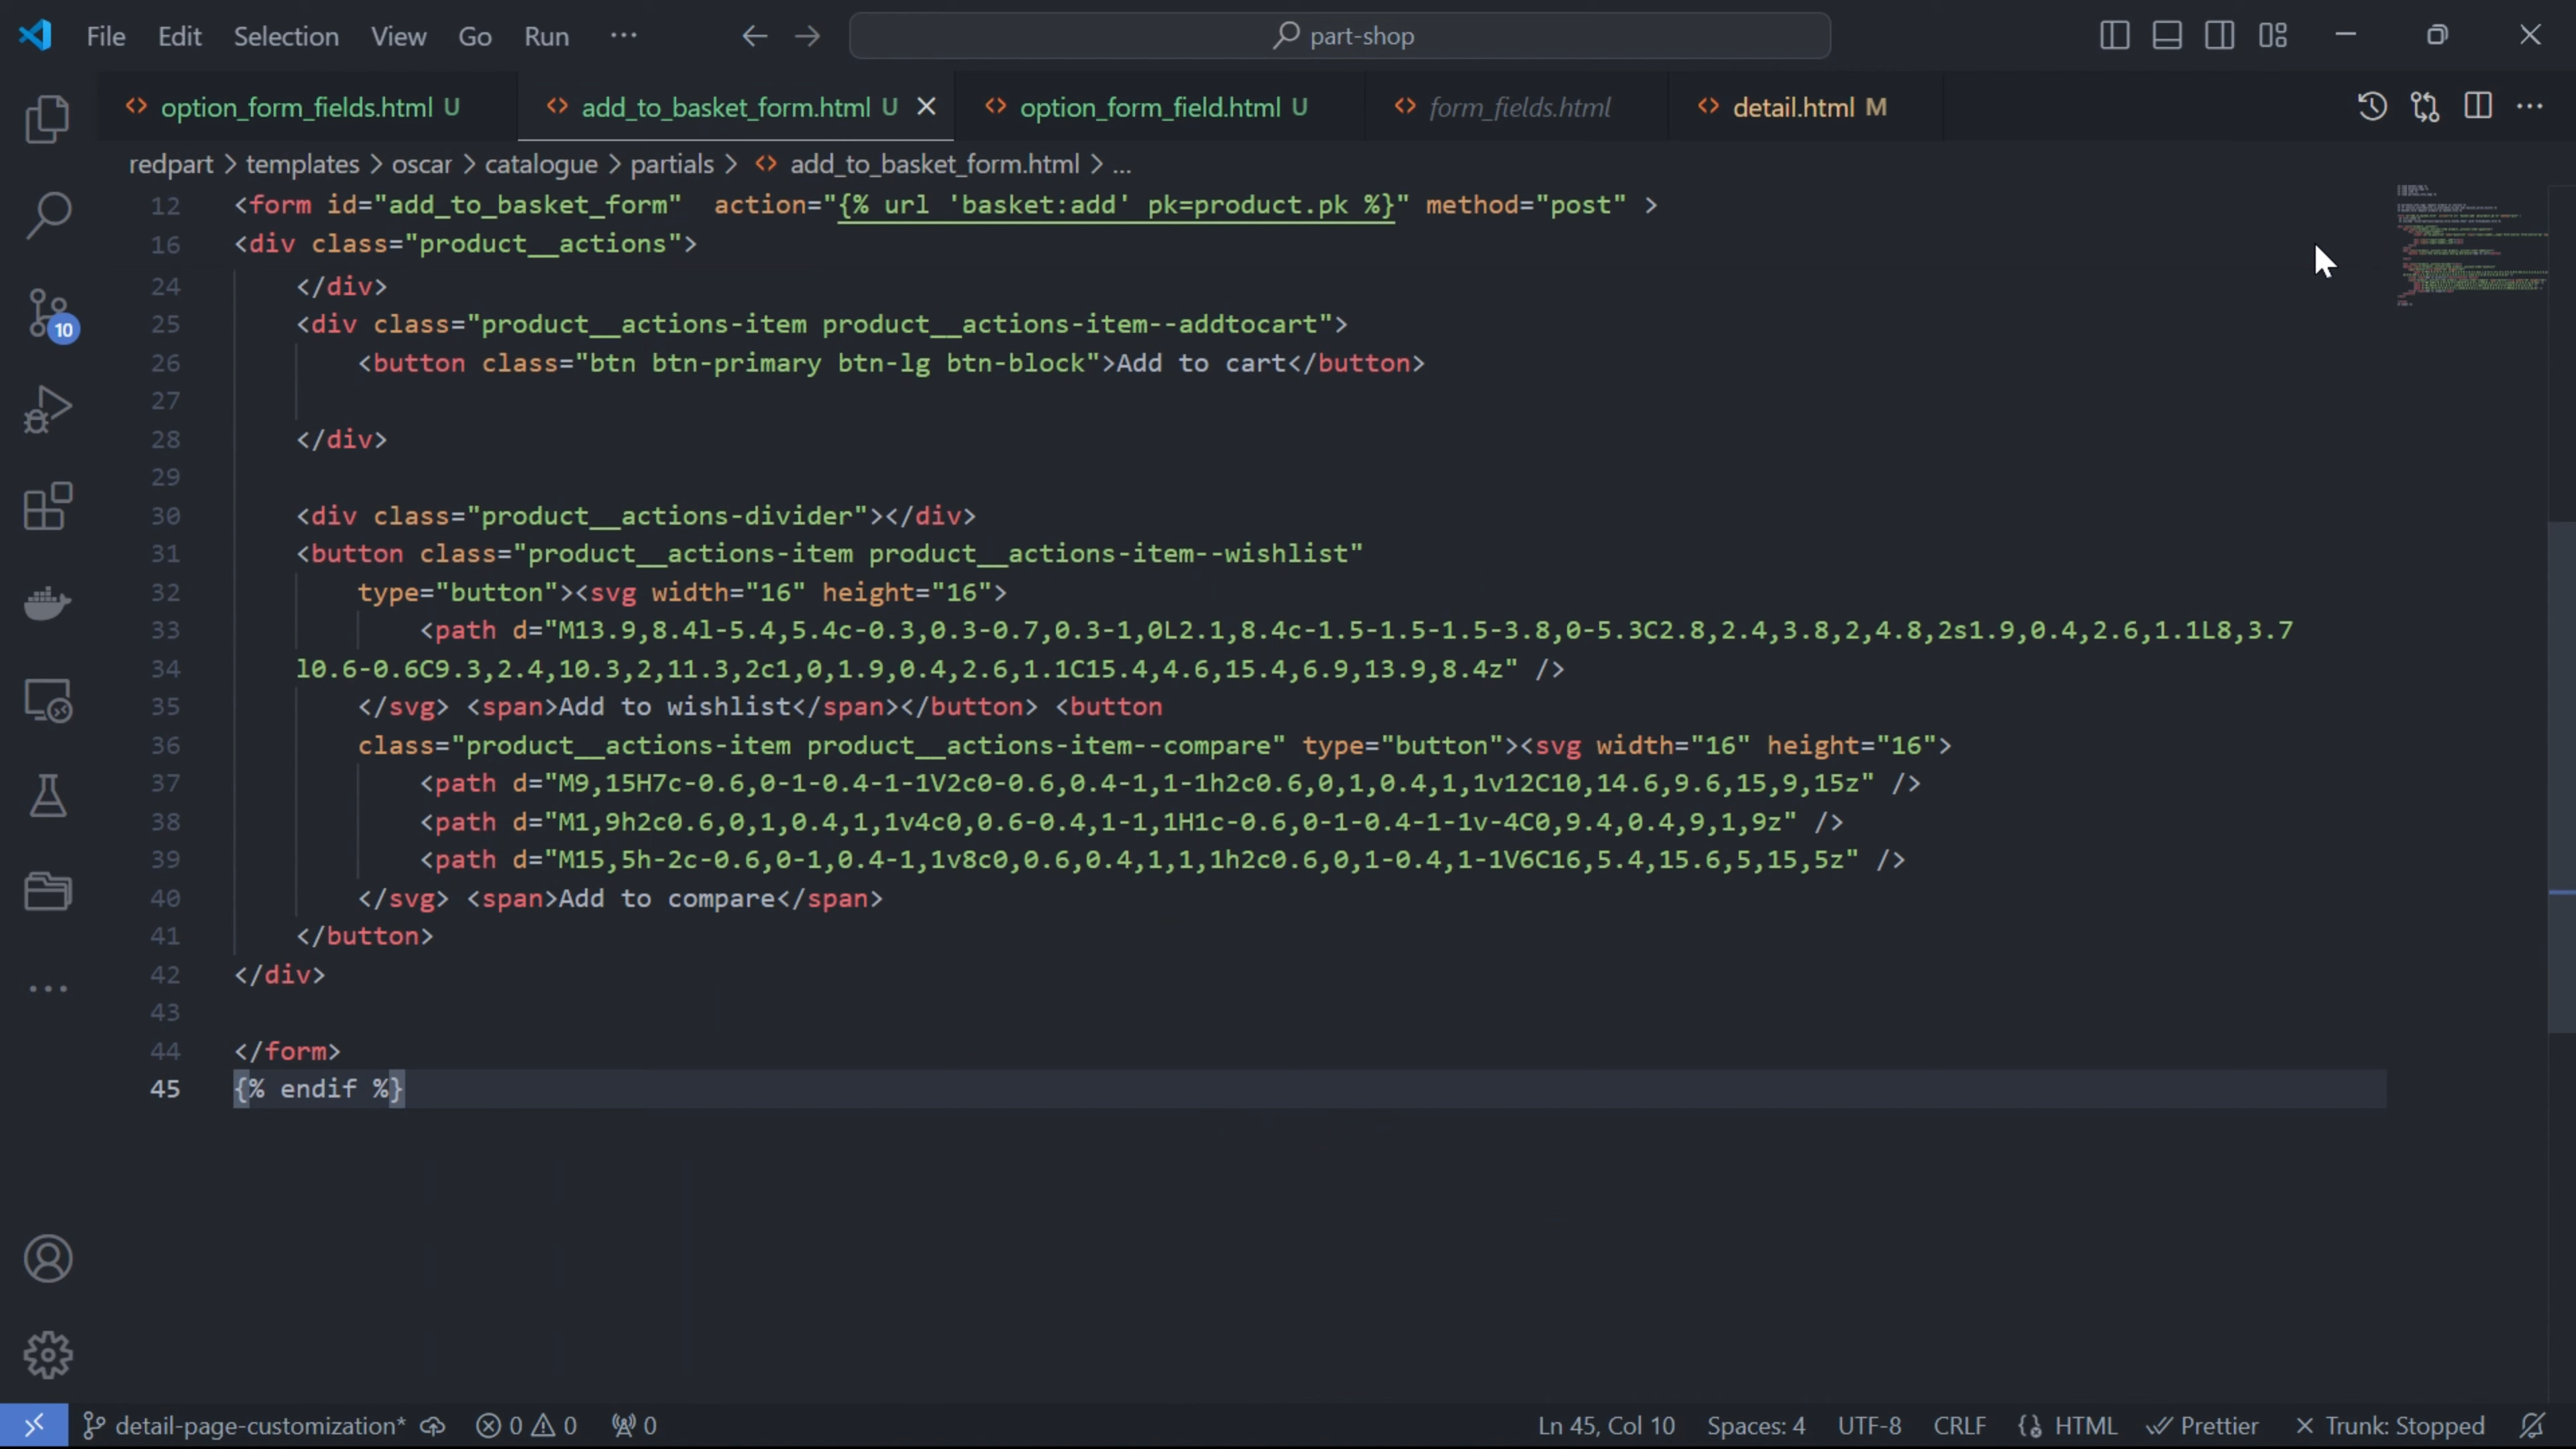 File Edit Selection View Go Run ··· part-shop
option_form_fields.html U add_to_basket_form.html U option_form_field.html U form_fields.html detail.html M
redpart > templates > oscar > catalogue > partials > add_to_basket_form.html > ...
12 <form id="add_to_basket_form"  action="{% url 'basket:add' pk=product.pk %}" method="post" >
16 <div class="product__actions">
24 </div>
25 <div class="product__actions-item product__actions-item--addtocart">
26 <button class="btn btn-primary btn-lg btn-block">Add to cart</button>
27
28 </div>
29
30 <div class="product__actions-divider"></div>
31 <button class="product__actions-item product__actions-item--wishlist"
32 type="button"><svg width="16" height="16">
33 <path d="M13.9,8.4l-5.4,5.4c-0.3,0.3-0.7,0.3-1,0L2.1,8.4c-1.5-1.5-1.5-3.8,0-5.3C2.8,2.4,3.8,2,4.8,2s1.9,0.4,2.6,1.1L8,3.7
34 l0.6-0.6C9.3,2.4,10.3,2,11.3,2c1,0,1.9,0.4,2.6,1.1C15.4,4.6,15.4,6.9,13.9,8.4z" />
35 </svg> <span>Add to wishlist</span></button> <button
36 class="product__actions-item product__actions-item--compare" type="button"><svg width="16" height="16">
37 <path d="M9,15H7c-0.6,0-1-0.4-1-1V2c0-0.6,0.4-1,1-1h2c0.6,0,1,0.4,1,1v12C10,14.6,9.6,15,9,15z" />
38 <path d="M1,9h2c0.6,0,1,0.4,1,1v4c0,0.6-0.4,1-1,1H1c-0.6,0-1-0.4-1-1v-4C0,9.4,0.4,9,1,9z" />
39 <path d="M15,5h-2c-0.6,0-1,0.4-1,1v8c0,0.6,0.4,1,1,1h2c0.6,0,1-0.4,1-1V6C16,5.4,15.6,5,15,5z" />
40 </svg> <span>Add to compare</span>
41 </button>
42 </div>
43
44 </form>
45 {% endif %}
10
detail-page-customization* 0 0 0 Ln 45, Col 10 Spaces: 4 UTF-8 CRLF HTML Prettier Trunk: Stopped